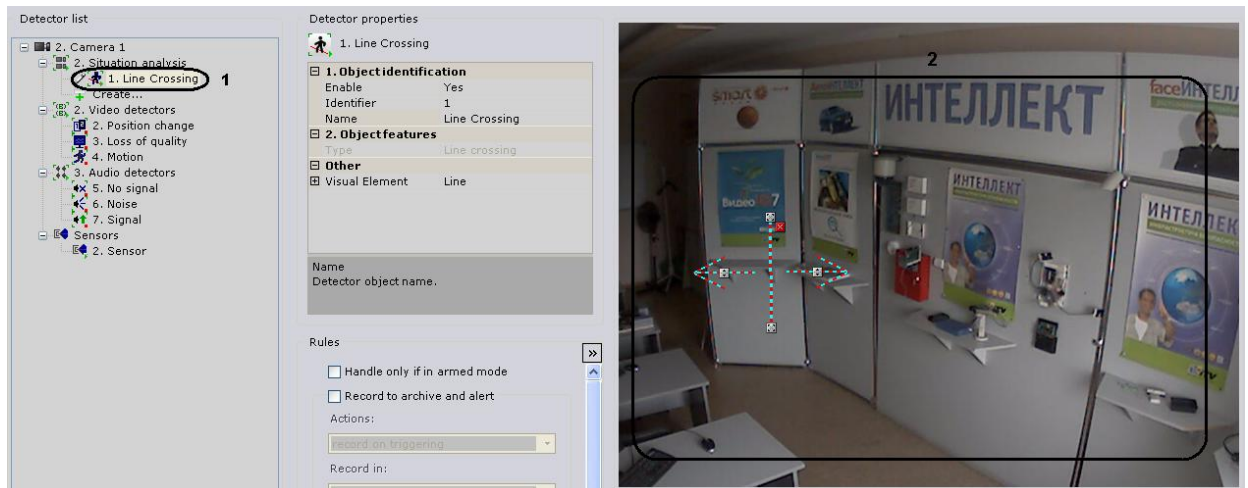 Detector list
2. Camera 1
2. Situation analysis
1. Line Crossing
1
Create...
2. Video detectors
2. Position change
3. Loss of quality
4. Motion
3. Audio detectors
5. No signal
6. Noise
7. Signal
Sensors
2. Sensor
Detector properties
1. Line Crossing
1. Object identification
Enable Yes
Identifier 1
Name Line Crossing
2. Object features
Type Line crossing
Other
Visual Element Line
Name
Detector object name.
Rules
»
Handle only if in armed mode
Record to archive and alert
Actions:
record on triggering
Record in:
2
smart
ИНТЕЛЛЕКТ
faceИНТЕЛЛ
Видео 7
ИНТЕЛЛЕКТ
ИНТЕЛЛЕК